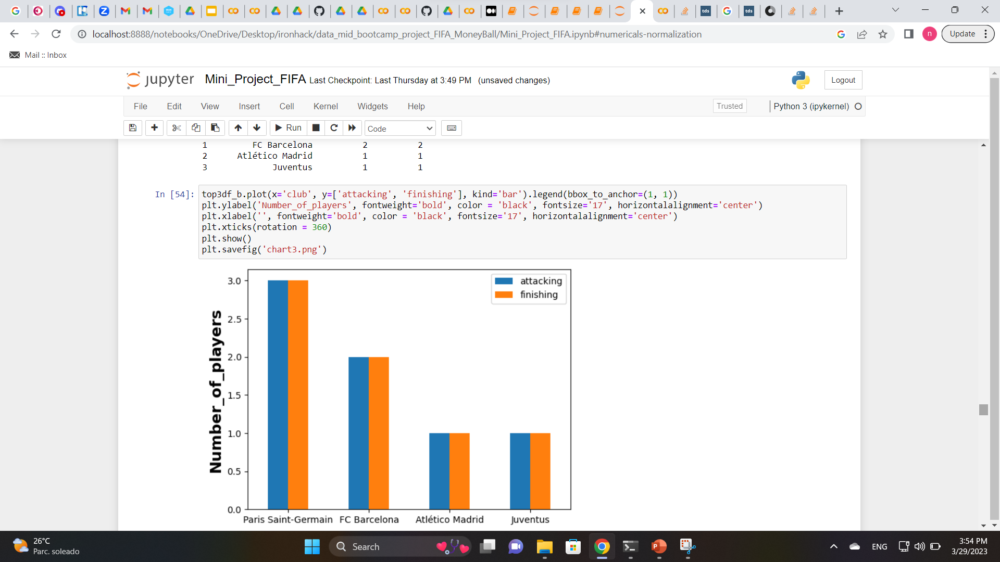 tds
tds
localhost:8888/notebooks/OneDrive/Desktop/ironhack/data_mid_bootcamp_project_FIFA_MoneyBall/Mini_Project_FIFA.ipynb#numericals-normalization
n
Update
Mail :: Inbox
jupyter
Mini_Project_FIFA Last Checkpoint: Last Thursday at 3:49 PM (unsaved changes)
Logout
File Edit View Insert Cell Kernel Widgets Help
Trusted
Python 3 (ipykernel)
Run
Code
1 FC Barcelona 2 2
2 Atlético Madrid 1 1
3 Juventus 1 1
In [54]:
top3df_b.plot(x='club', y=['attacking', 'finishing'], kind='bar').legend(bbox_to_anchor=(1, 1))
plt.ylabel('Number_of_players', fontweight='bold', color = 'black', fontsize='17', horizontalalignment='center')
plt.xlabel('', fontweight='bold', color = 'black', fontsize='17', horizontalalignment='center')
plt.xticks(rotation = 360)
plt.show()
plt.savefig('chart3.png')
attacking
finishing
Number_of_players
3.0
2.5
2.0
1.5
1.0
0.5
0.0
Paris Saint-Germain FC Barcelona Atlético Madrid Juventus
26°C
Parc. soleado
Search
ENG
3:54 PM
3/29/2023